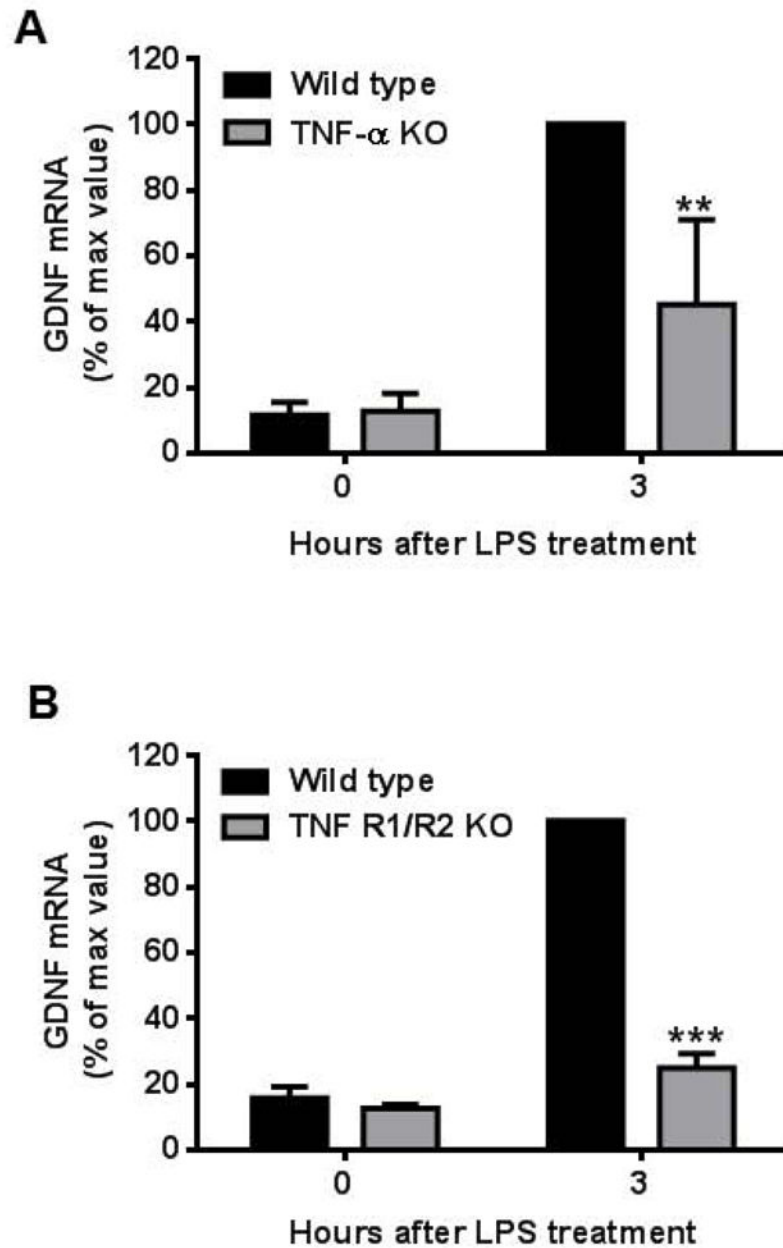 A
GDNF mRNA
(% of max value)
120
100
80
60
40
20
0
Wild type
TNF-α KO
**
0
3
Hours after LPS treatment
B
GDNF mRNA
(% of max value)
120
100
80
60
40
20
0
Wild type
TNF R1/R2 KO
***
0
3
Hours after LPS treatment